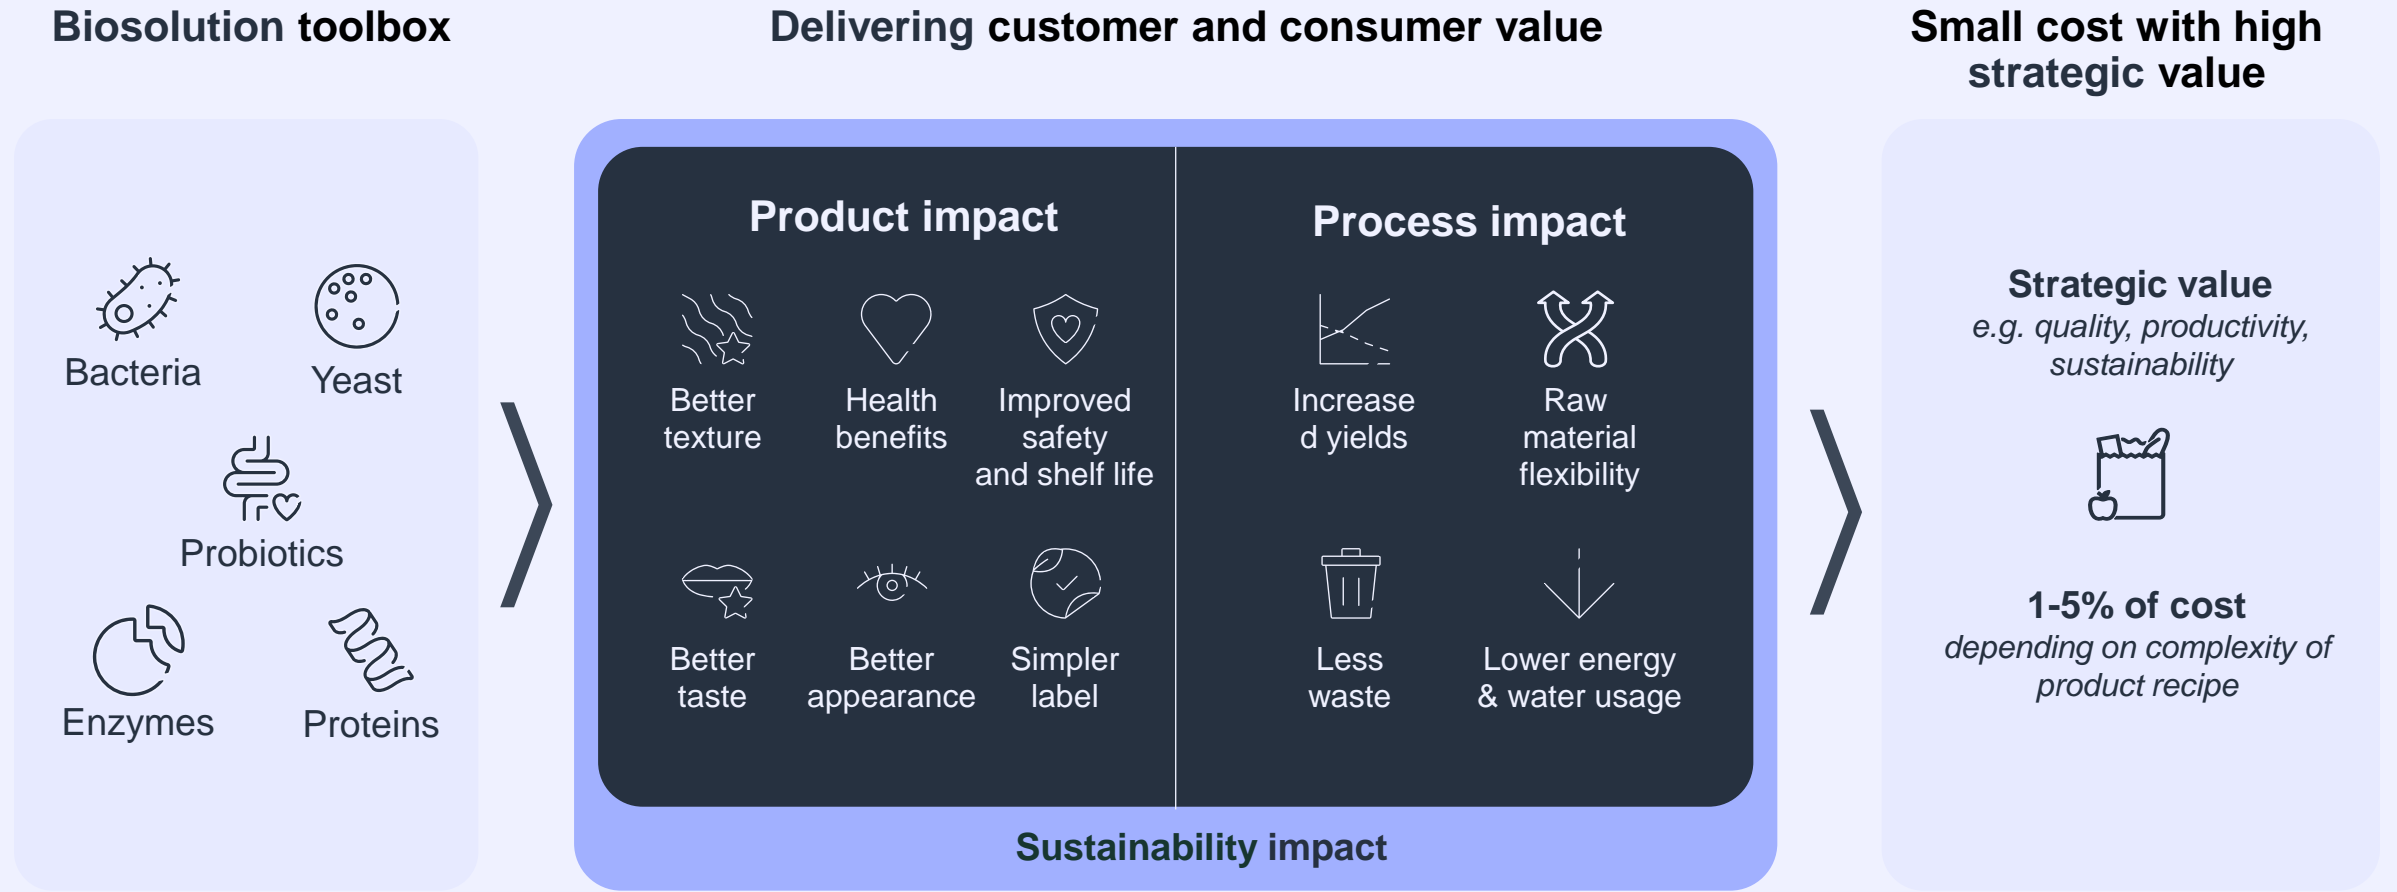 Biosolution toolbox
Bacteria
Yeast
Probiotics
Enzymes
Proteins
Delivering customer and consumer value
Product impact
Better
texture
Health
benefits
Improved
safety
and shelf life
Better
taste
Better
appearance
Simpler
label
Process impact
Increase
d yields
Raw
material
flexibility
Less
waste
Lower energy
& water usage
Sustainability impact
Small cost with high
strategic value
Strategic value
e.g. quality, productivity,
sustainability
1-5% of cost
depending on complexity of
product recipe